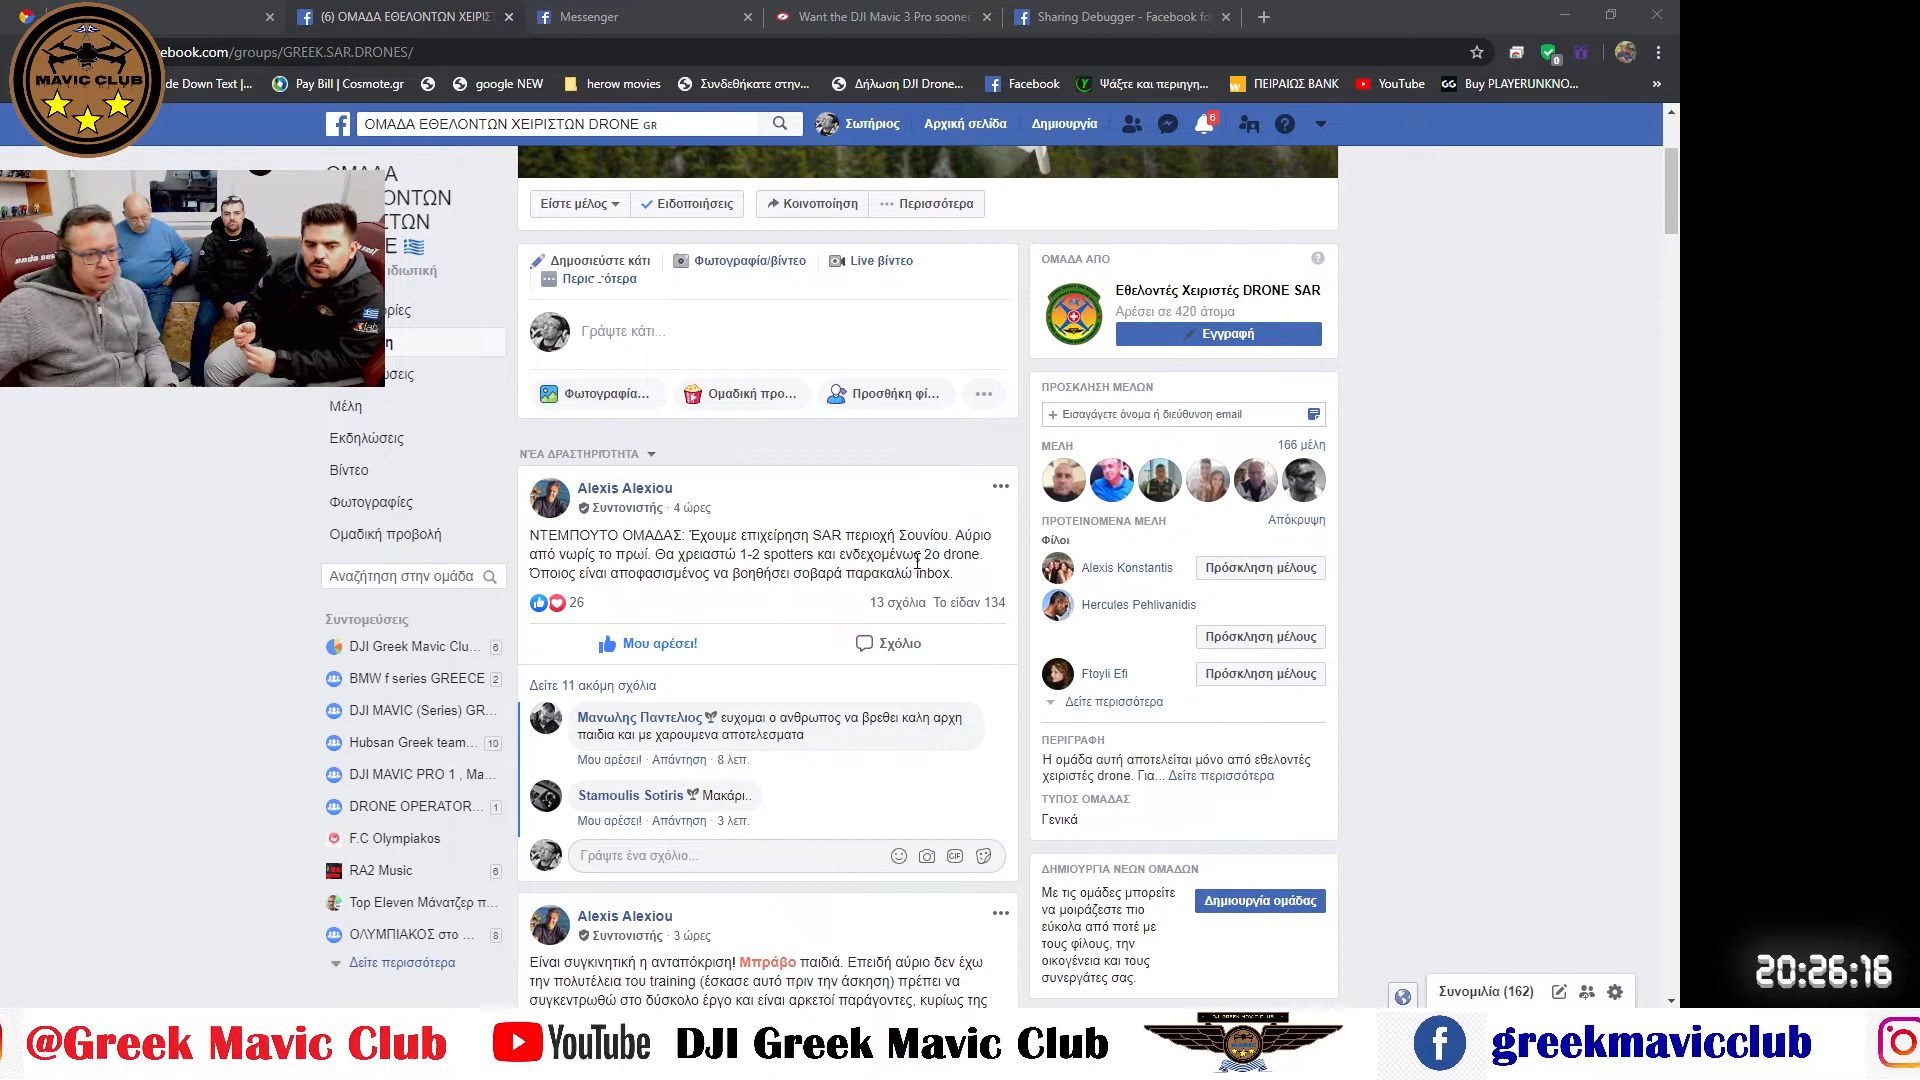 (6) ΟΜΑΔΑ ΕΘΕΛΟΝΤΩΝ ΧΕΙΡΙΣ
Messenger
Want the DJI Mavic 3 Pro sooner
Sharing Debugger - Facebook fo
ebook.com/groups/GREEK.SAR.DRONES/
MAVIC CLUB
de Down Text |...
Pay Bill | Cosmote.gr
google NEW
herow movies
Συνδεθήκατε στην...
Δήλωση DJI Drone...
Facebook
Ψάξτε και περιηγη...
ΠΕΙΡΑΙΩΣ BANK
YouTube
Buy PLAYERUNKNO...
ΟΜΑΔΑ ΕΘΕΛΟΝΤΩΝ ΧΕΙΡΙΣΤΩΝ DRONE GR
Σωτήριος
Αρχική σελίδα
Δημιουργία
6
Είστε μέλος
Ειδοποιήσεις
Κοινοποίηση
Περισσότερα
Δημοσιεύστε κάτι
Φωτογραφία/βίντεο
Live βίντεο
Γράψτε κάτι...
Φωτογραφία...
Ομαδική προ...
Προσθήκη φί...
Μέλη
Εκδηλώσεις
Βίντεο
Φωτογραφίες
Ομαδική προβολή
Αναζήτηση στην ομάδα
Συντομεύσεις
DJI Greek Mavic Clu... 6
BMW f series GREECE 2
DJI MAVIC (Series) GR...
Hubsan Greek team... 10
DJI MAVIC PRO 1 , Ma...
DRONE OPERATOR... 1
F.C Olympiakos
RA2 Music 6
Top Eleven Μάνατζερ π...
ΟΛΥΜΠΙΑΚΟΣ στο ... 8
Δείτε περισσότερα
ΝΈΑ ΔΡΑΣΤΗΡΙΌΤΗΤΑ
Alexis Alexiou
Συντονιστής · 4 ώρες
ΝΤΕΜΠΟΥΤΟ ΟΜΑΔΑΣ: Έχουμε επιχείρηση SAR περιοχή Σουνίου. Αύριο
από νωρίς το πρωί. Θα χρειαστώ 1-2 spotters και ενδεχομένως 2ο drone.
Όποιος είναι αποφασισμένος να βοηθήσει σοβαρά παρακαλώ inbox.
26
13 σχόλια Το είδαν 134
Μου αρέσει!
Σχόλιο
Δείτε 11 ακόμη σχόλια
Μανωλης Παντελιος ευχομαι ο ανθρωπος να βρεθει καλη αρχη
παιδια και με χαρουμενα αποτελεσματα
Μου αρέσει! · Απάντηση · 8 λεπ.
Stamoulis Sotiris Μακάρι..
Μου αρέσει! · Απάντηση · 3 λεπ.
Γράψτε ένα σχόλιο...
GIF
Alexis Alexiou
Συντονιστής · 3 ώρες
Είναι συγκινητική η ανταπόκριση! Μπράβο παιδιά. Επειδή αύριο δεν έχω
την πολυτέλεια του training (έσκασε αυτό πριν την άσκηση) πρέπει να
συγκεντρωθώ στο δύσκολο έργο και είναι αρκετοί παράγοντες, κυρίως της
ΟΜΑΔΑ ΑΠΟ
Εθελοντές Χειριστές DRONE SAR
Αρέσει σε 420 άτομα
Εγγραφή
ΠΡΟΣΚΛΗΣΗ ΜΕΛΩΝ
+ Εισαγάγετε όνομα ή διεύθυνση email
ΜΕΛΗ
166 μέλη
ΠΡΟΤΕΙΝΟΜΕΝΑ ΜΕΛΗ
Απόκρυψη
Φίλοι
Alexis Konstantis
Πρόσκληση μέλους
Hercules Pehlivanidis
Πρόσκληση μέλους
Ftoyli Efi
Πρόσκληση μέλους
Δείτε περισσότερα
ΠΕΡΙΓΡΑΦΗ
Η ομάδα αυτή αποτελείται μόνο από εθελοντές
χειριστές drone. Για... Δείτε περισσότερα
ΤΥΠΟΣ ΟΜΑΔΑΣ
Γενικά
ΔΗΜΙΟΥΡΓΙΑ ΝΕΩΝ ΟΜΑΔΩΝ
Με τις ομάδες μπορείτε
να μοιράζεστε πιο
εύκολα από ποτέ με
τους φίλους, την
οικογένεια και τους
συνεργάτες σας.
Δημιουργία ομάδας
Συνομιλία (162)
20:26:16
@Greek Mavic Club
YouTube
DJI Greek Mavic Club
greekmavicclub